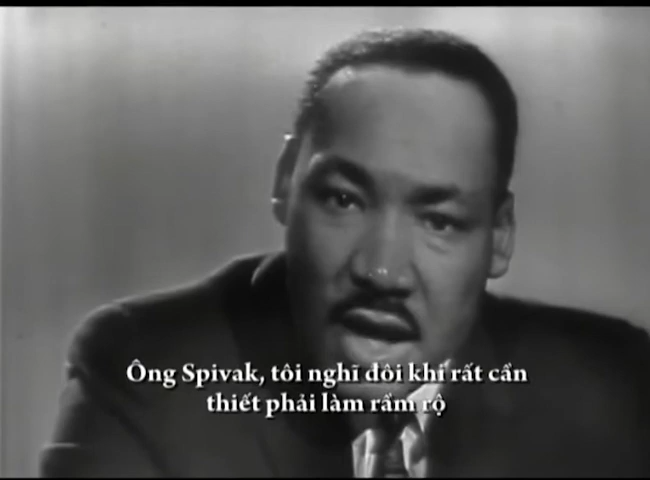 Ông Spivak, tôi nghĩ đôi khi rất cần
thiết phải làm rầm rộ